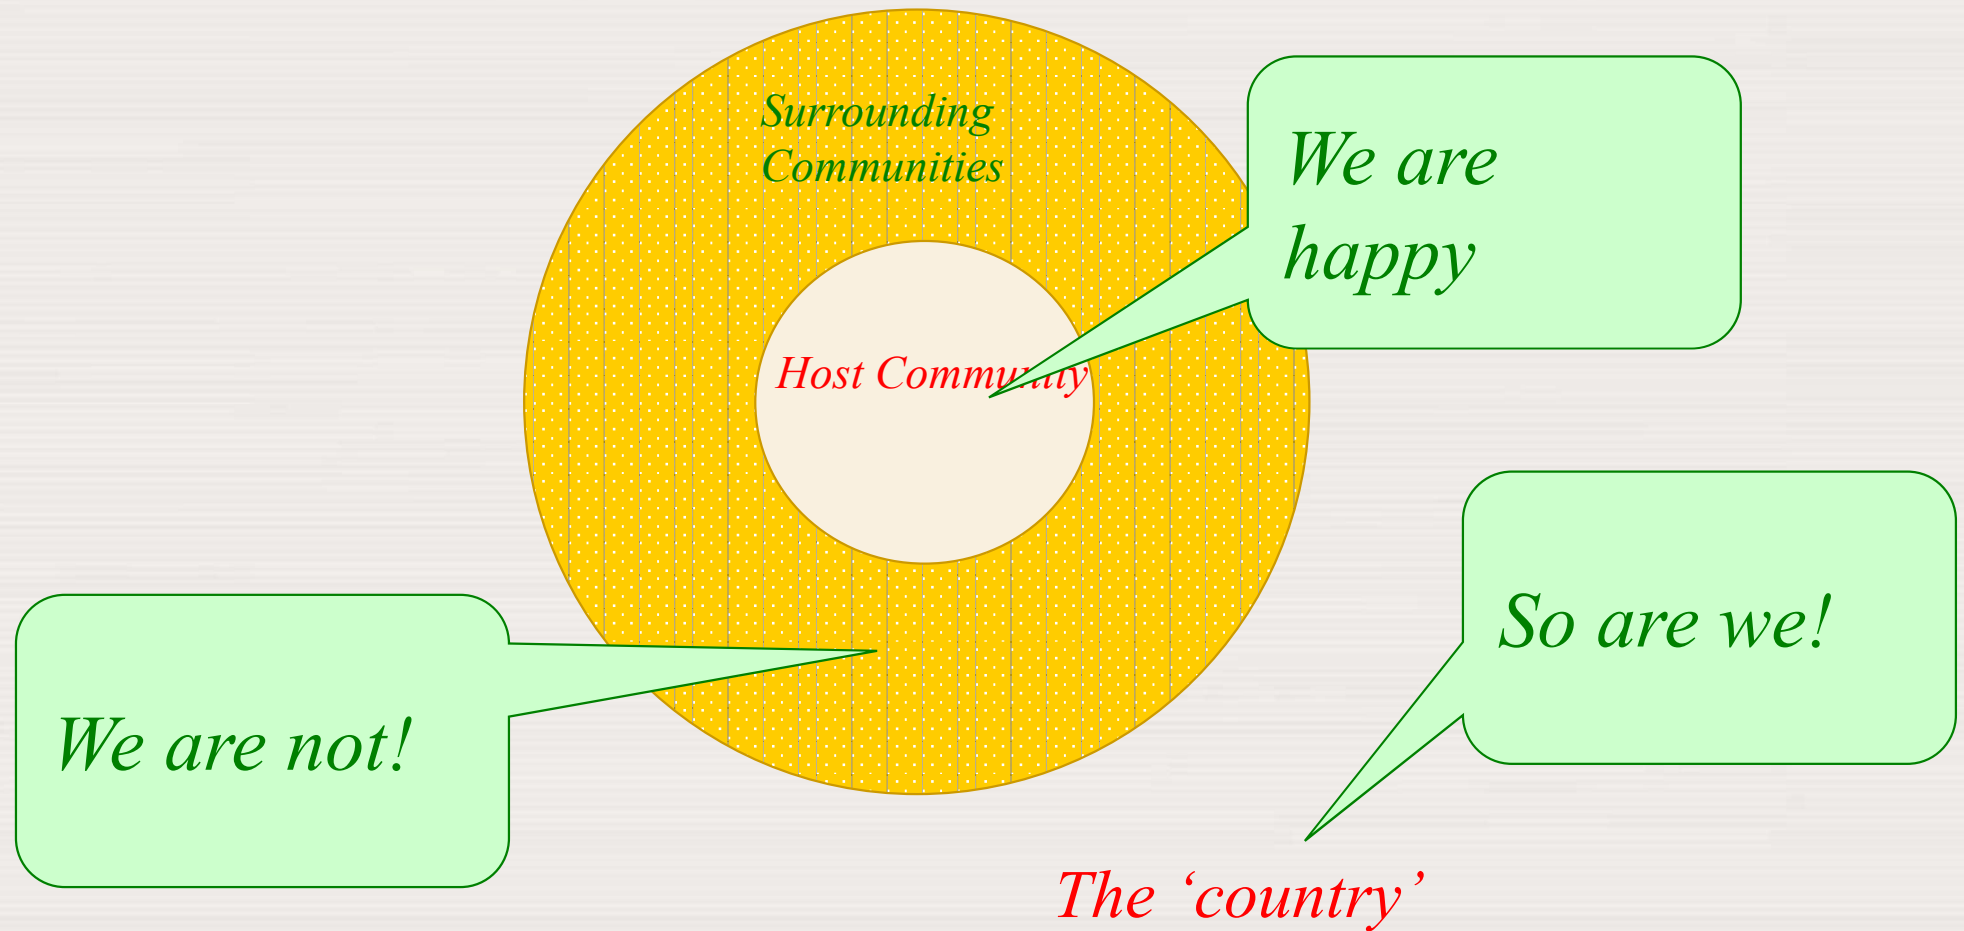 Surrounding
Communities
We are
happy
Host Community
So are we!
We are not!
The ‘country’